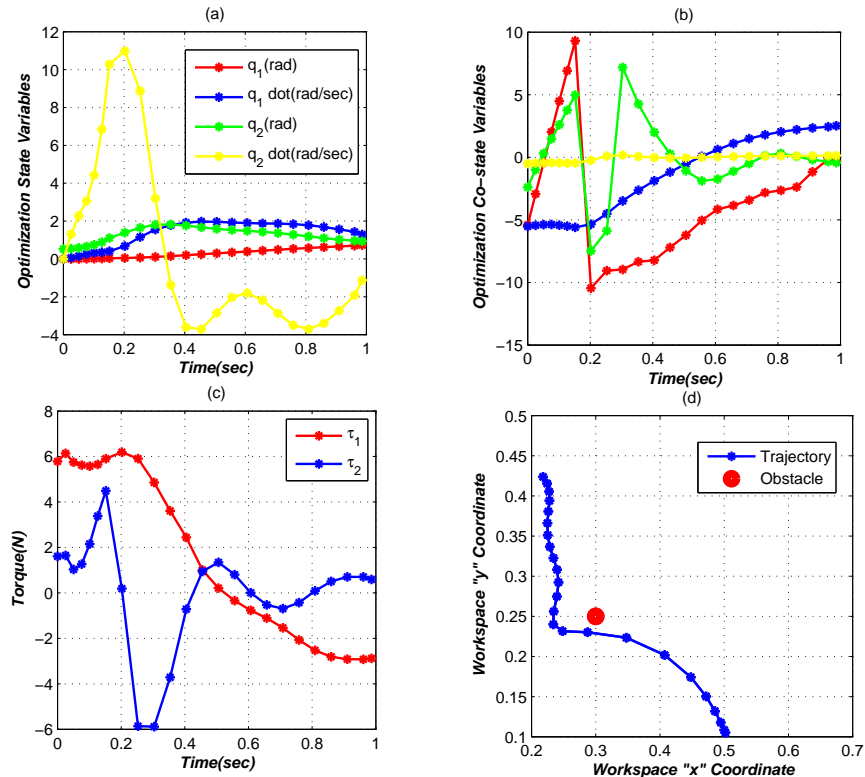 (a)
Optimization State Variables
12
10
8
6
4
2
0
−2
−4
q1(rad)
q1 dot(rad/sec)
q2(rad)
q2 dot(rad/sec)
0
0.2
0.4
0.6
0.8
1
Time(sec)
(b)
Optimization Co−state Variables
10
5
0
−5
−10
−15
0
0.2
0.4
0.6
0.8
1
Time(sec)
(c)
Torque(N)
8
6
4
2
0
−2
−4
−6
τ1
τ2
0
0.2
0.4
0.6
0.8
1
Time(sec)
(d)
Workspace "y" Coordinate
0.5
0.45
0.4
0.35
0.3
0.25
0.2
0.15
0.1
Trajectory
Obstacle
0.2
0.3
0.4
0.5
0.6
0.7
Workspace "x" Coordinate